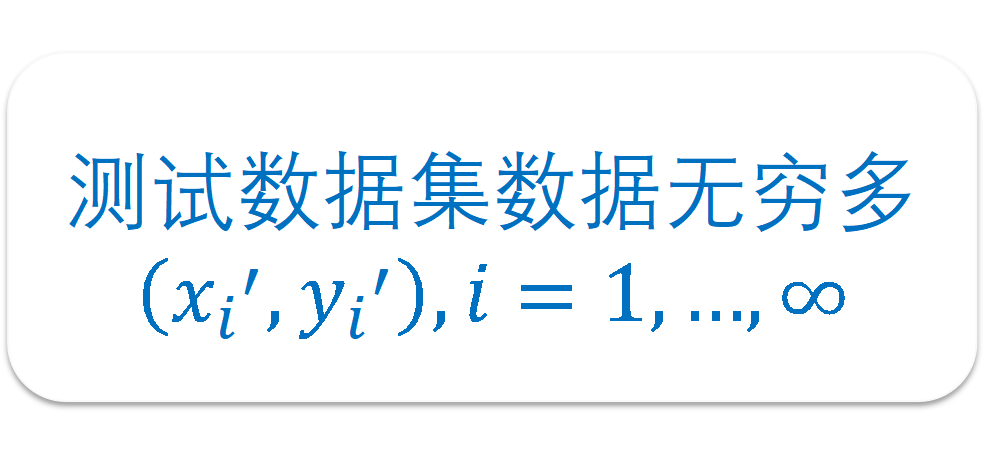 测试数据集数据无穷多
(xᵢ′, yᵢ′), i = 1, …, ∞